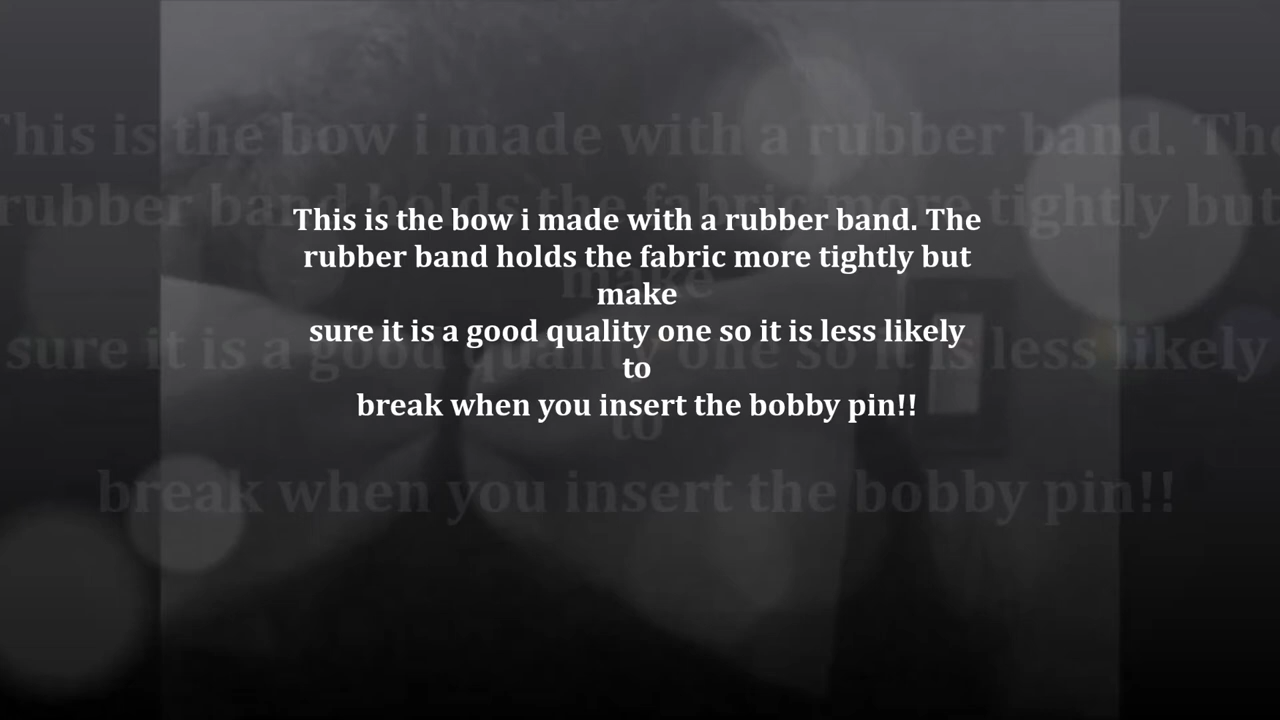 This is the bow i made with a rubber band. The
rubber band holds the fabric more tightly but
make
sure it is a good quality one so it is less likely
to
break when you insert the bobby pin!!